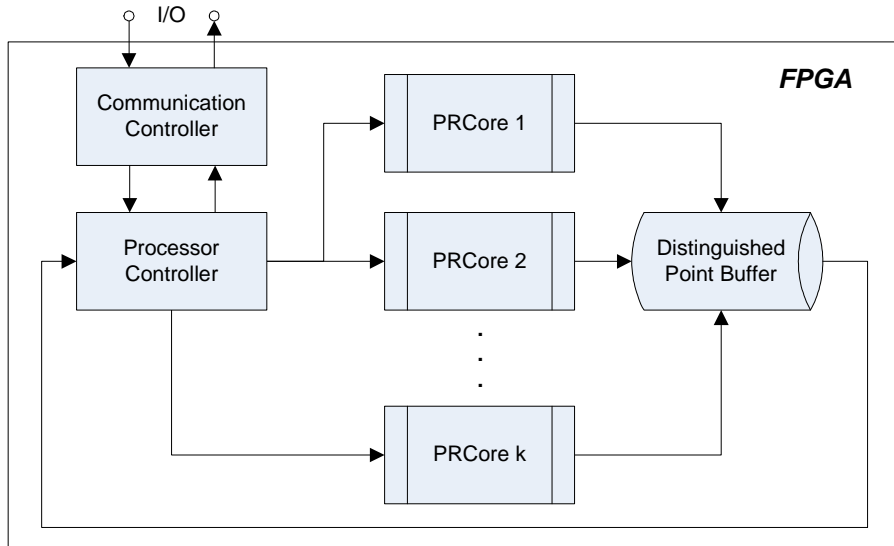 I/O
FPGA
Communication
Controller
PRCore 1
Processor
Controller
PRCore 2
Distinguished
Point Buffer
.
.
.
PRCore k